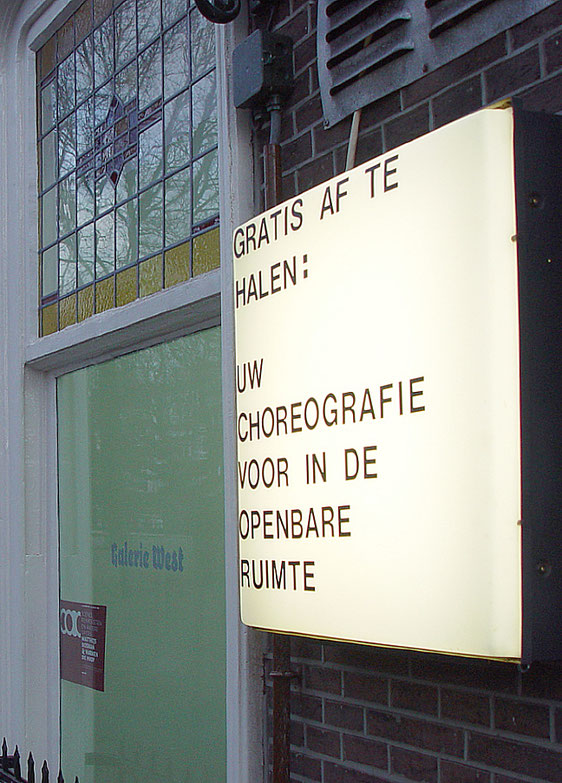 GRATIS AF TE
HALEN:
UW
CHOREOGRAFIE
VOOR IN DE
OPENBARE
RUIMTE
Galerie West